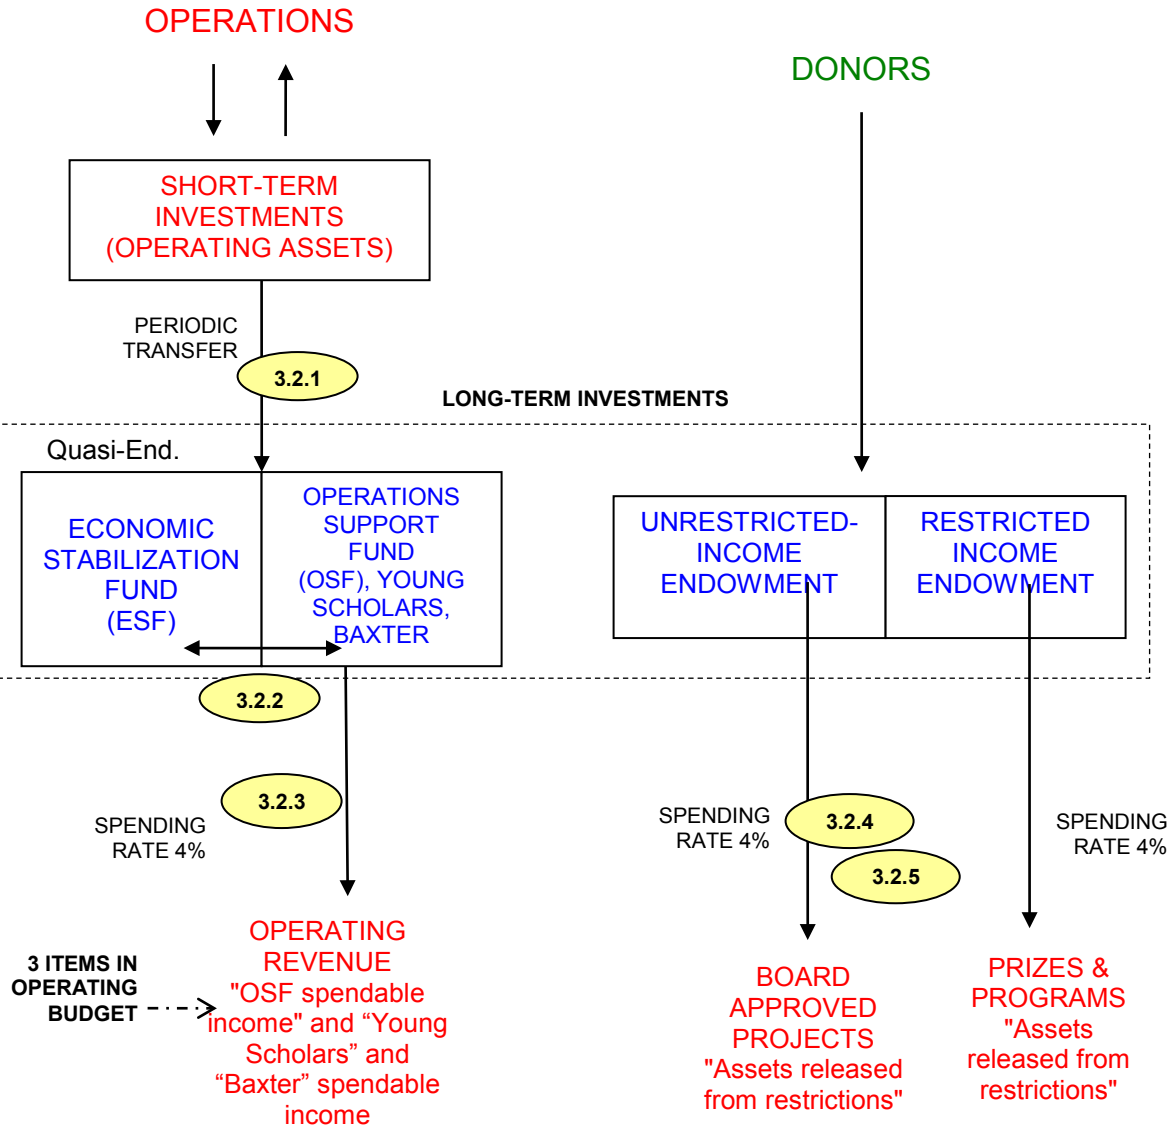 OPERATIONS
DONORS
SHORT-TERM
INVESTMENTS
(OPERATING ASSETS)
PERIODIC
TRANSFER
3.2.1
LONG-TERM INVESTMENTS
Quasi-End.
ECONOMIC
STABILIZATION
FUND
(ESF)
OPERATIONS
SUPPORT
FUND
(OSF), YOUNG
SCHOLARS,
BAXTER
UNRESTRICTED-
INCOME
ENDOWMENT
RESTRICTED
INCOME
ENDOWMENT
3.2.2
3.2.3
SPENDING
RATE 4%
SPENDING
RATE 4%
3.2.4
3.2.5
SPENDING
RATE 4%
3 ITEMS IN
OPERATING
BUDGET
OPERATING
REVENUE
"OSF spendable
income" and “Young
Scholars” and
“Baxter” spendable
income
BOARD
APPROVED
PROJECTS
"Assets released
from restrictions"
PRIZES &
PROGRAMS
"Assets
released from
restrictions"